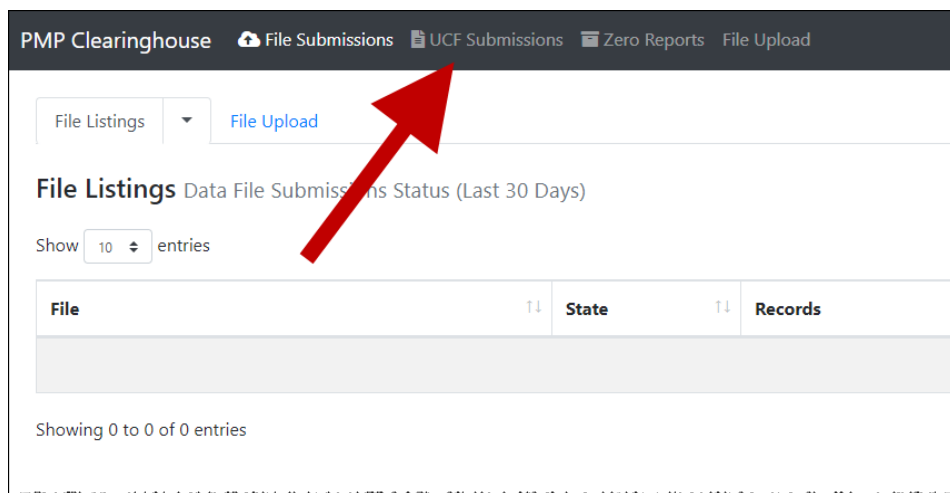 PMP Clearinghouse File Submissions UCF Submissions Zero Reports File Upload
File Listings File Upload
File Listings Data File Submissions Status (Last 30 Days)
Show 10 entries
File State Records
Showing 0 to 0 of 0 entries